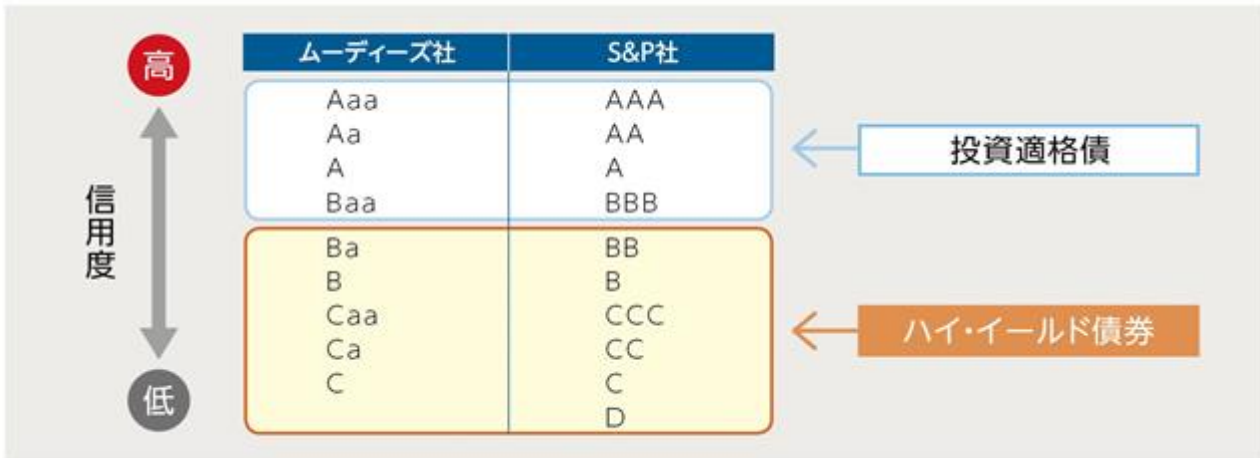 高
信用度
低
ムーディーズ社 S&P社
Aaa AAA
Aa AA
A A
Baa BBB
投資適格債
Ba BB
B B
Caa CCC
Ca CC
C C
D
ハイ・イールド債券